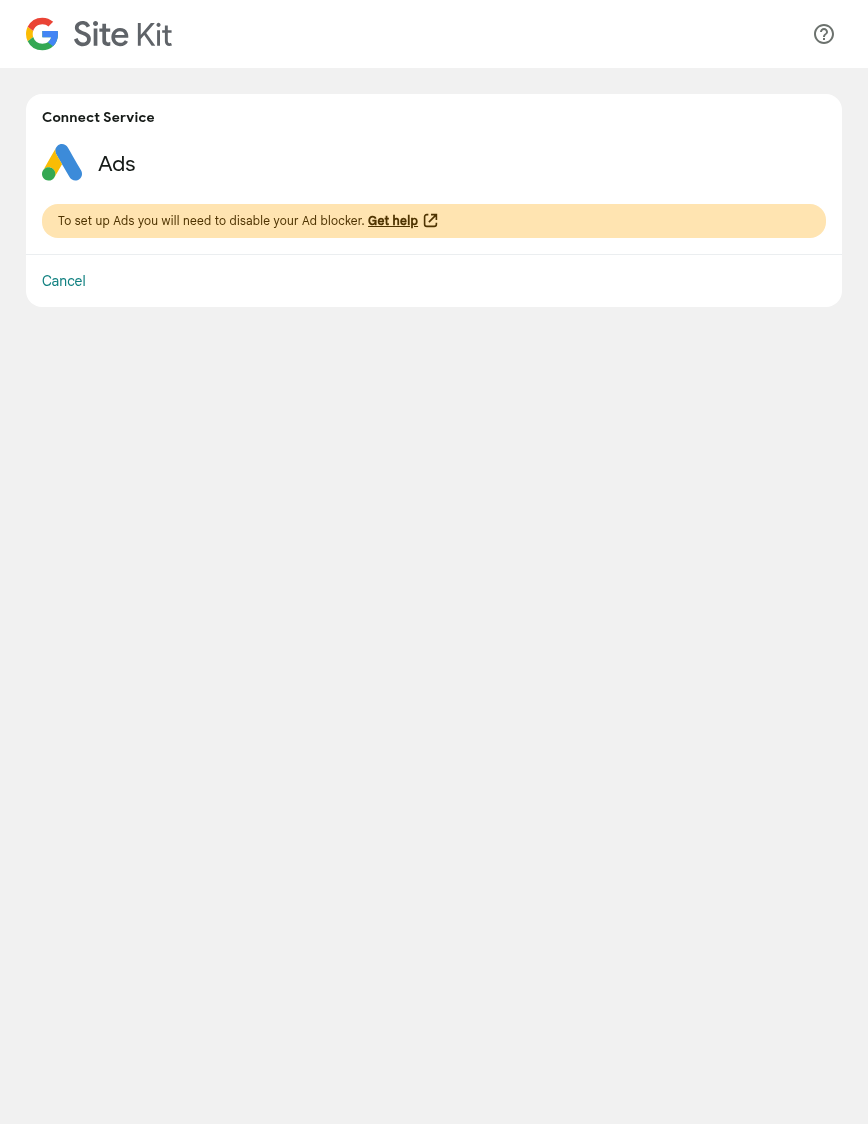 Site Kit
Connect Service
Ads
To set up Ads you will need to disable your Ad blocker. Get help
Cancel